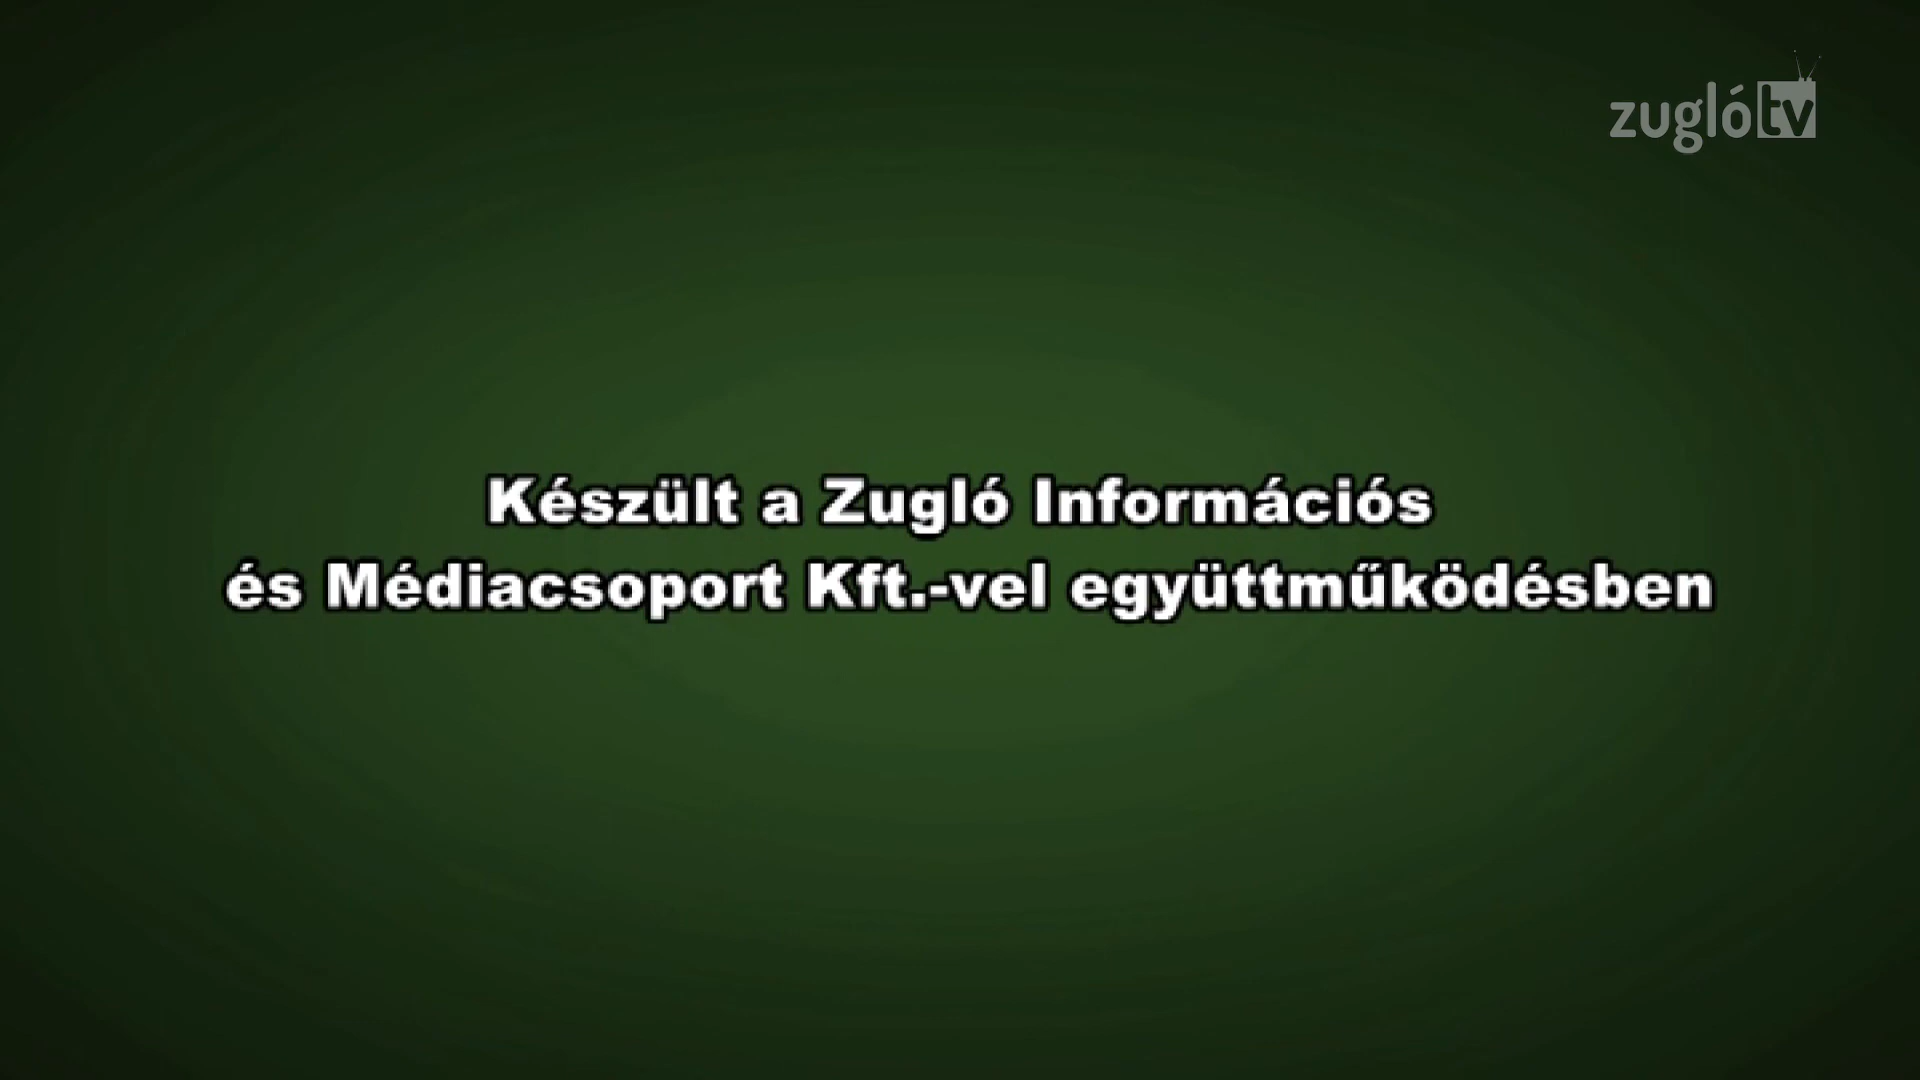 zuglótv
Készült a Zugló Információs
és Médiacsoport Kft.-vel együttműködésben